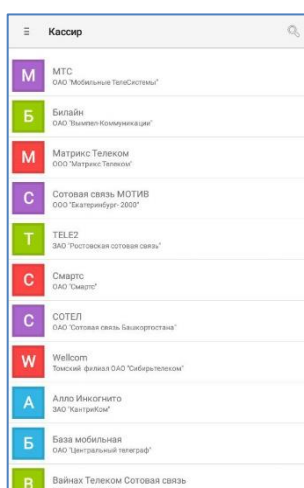 Кассир
М
МТС
ОАО "Мобильные ТелеСистемы"
Б
Билайн
ОАО "Вымпел-Коммуникации"
М
Матрикс Телеком
ООО "Матрикс Телеком"
С
Сотовая связь МОТИВ
ООО "Екатеринбург- 2000"
T
TELE2
ЗАО "Ростовская сотовая связь"
С
Смартс
ОАО "Смартс"
С
СОТЕЛ
ОАО "Сотовая связь Башкортостана"
W
Wellcom
Томский филиал ОАО "Сибирьтелеком"
А
Алло Инкогнито
ЗАО "КантриКом"
Б
База мобильная
ОАО "Центральный телеграф"
В
Вайнах Телеком Сотовая связь